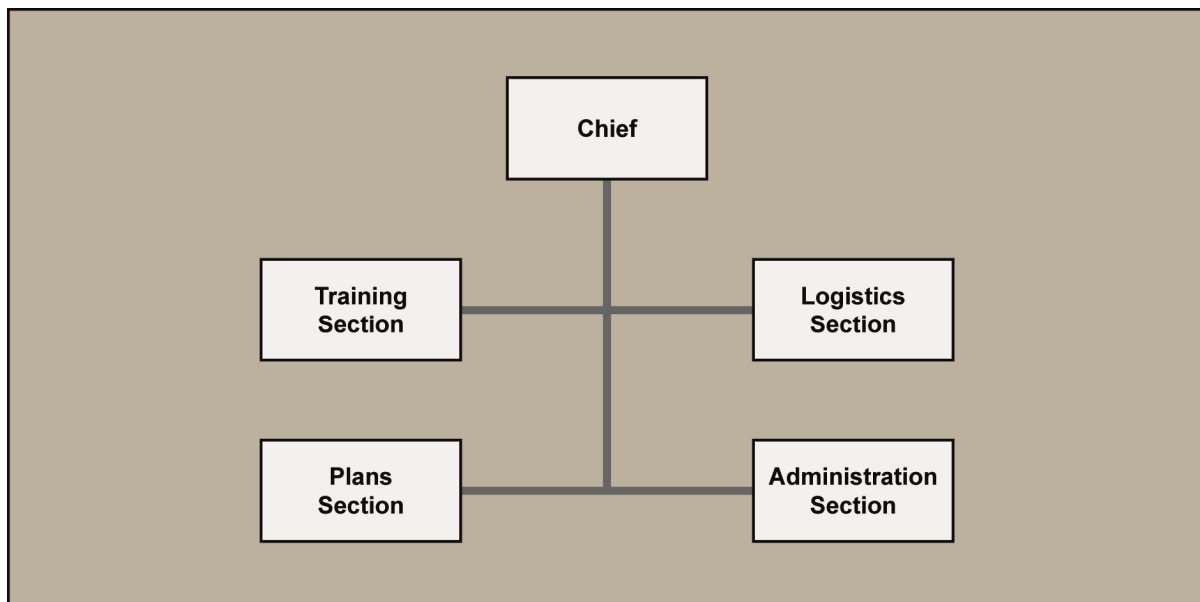 Chief
Training
Section
Logistics
Section
Plans
Section
Administration
Section